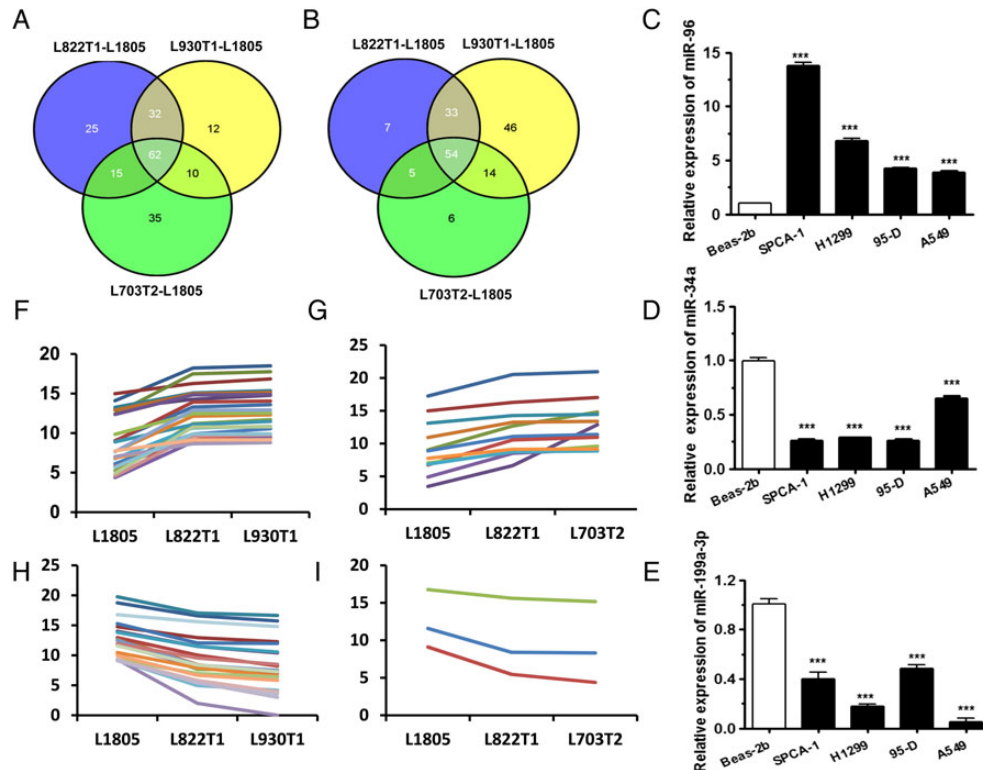 A
L822T1-L1805
L930T1-L1805
25
32
12
62
15
10
35
L703T2-L1805
B
L822T1-L1805
L930T1-L1805
7
33
46
54
5
14
6
L703T2-L1805
C
Relative expression of miR-96
15
10
5
0
***
***
***
***
Beas-2b
SPCA-1
H1299
95-D
A549
F
20
15
10
5
0
L1805
L822T1
L930T1
G
25
20
15
10
5
0
L1805
L822T1
L703T2
D
Relative expression of miR-34a
1.5
1.0
0.5
0.0
***
***
***
***
Beas-2b
SPCA-1
H1299
95-D
A549
H
25
20
15
10
5
0
L1805
L822T1
L930T1
I
20
15
10
5
0
L1805
L822T1
L703T2
E
Relative expression of miR-199a-3p
1.2
0.8
0.4
0.0
***
***
***
***
Beas-2b
SPCA-1
H1299
95-D
A549